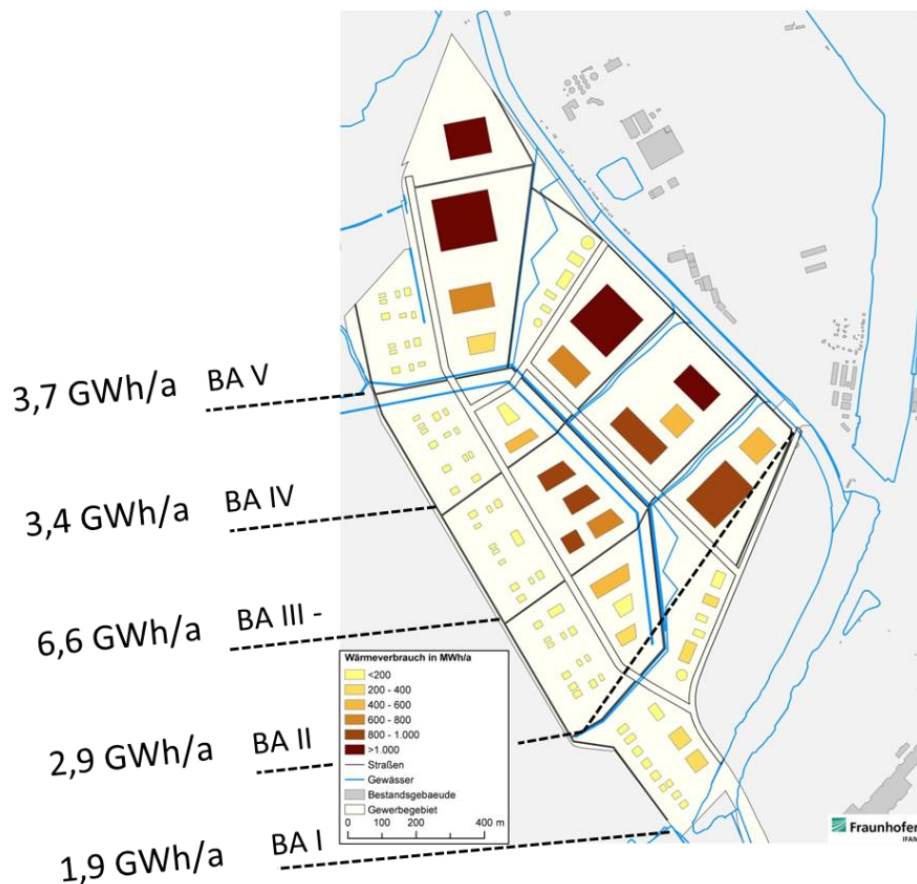 3,7 GWh/a BA V
3,4 GWh/a BA IV
6,6 GWh/a BA III -
2,9 GWh/a BA II
1,9 GWh/a BA I
Wärmeverbrauch in MWh/a
<200
200 - 400
400 - 600
600 - 800
800 - 1.000
>1.000
Straßen
Gewässer
Bestandsgebaeude
Gewerbegebiet
0 100 200 400 m
Fraunhofer
IFAM